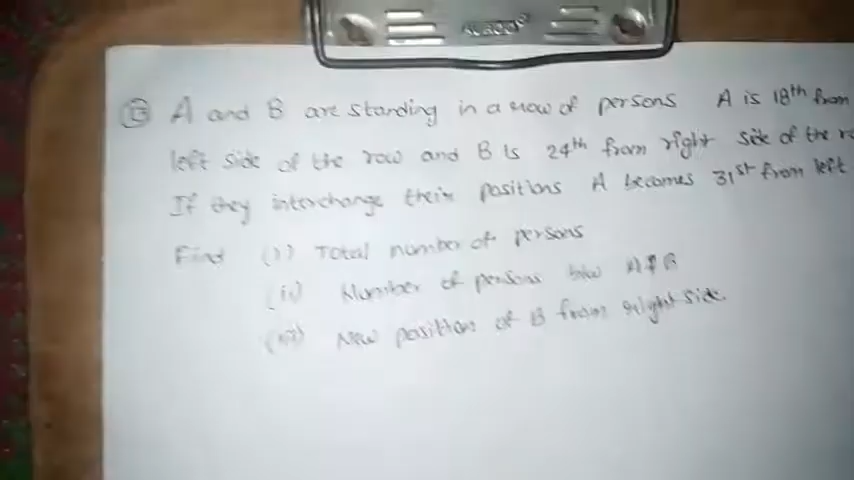 13 A and B are standing in a row of persons A is 18th from
left side of the row and B is 24th from right side of the
If they interchange their positions A becomes 31st from left
Find (i) Total number of persons
(ii) Number of persons b/w A & B
(iii) New position of B from right side.